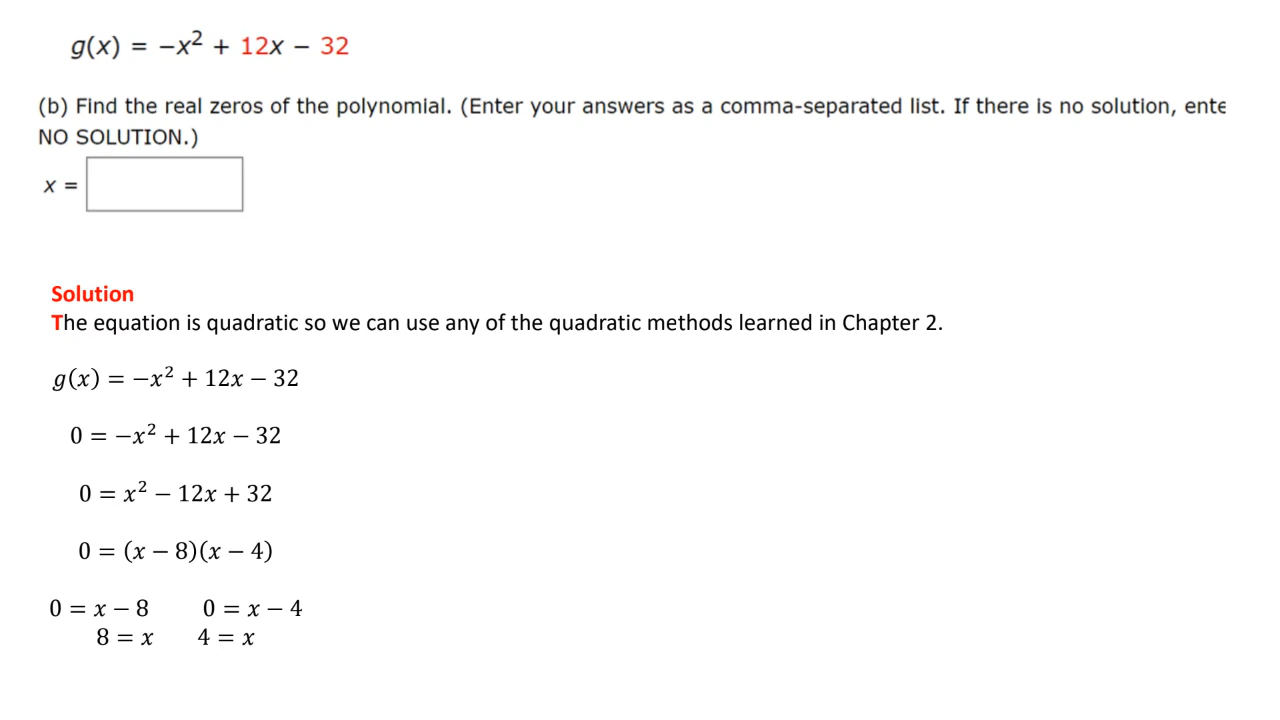 g(x) = −x² + 12x − 32
(b) Find the real zeros of the polynomial. (Enter your answers as a comma-separated list. If there is no solution, ente
NO SOLUTION.)
x =
Solution
The equation is quadratic so we can use any of the quadratic methods learned in Chapter 2.
g(x) = −x² + 12x − 32
0 = −x² + 12x − 32
0 = x² − 12x + 32
0 = (x − 8)(x − 4)
0 = x − 8 0 = x − 4
8 = x 4 = x